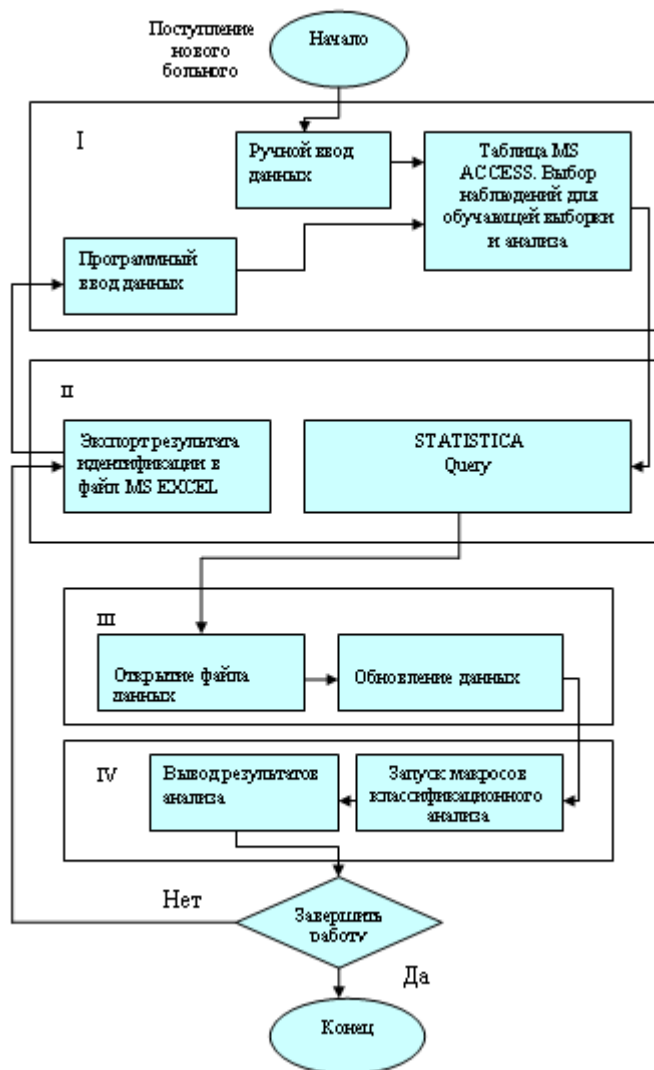 Поступление
нового
больного
Начало
I
Ручной ввод
данных
Таблица MS
ACCESS. Выбор
наблюдений для
обучающей выборки
и анализа
Программный
ввод данных
II
Экспорт результата
идентификации в
файл MS EXCEL
STATISTICA
Query
III
Открытие файла
данных
Обновление данных
IV
Вывод результатов
анализа
Запуск макросов
классификационного
анализа
Нет
Завершить
работу
Да
Конец